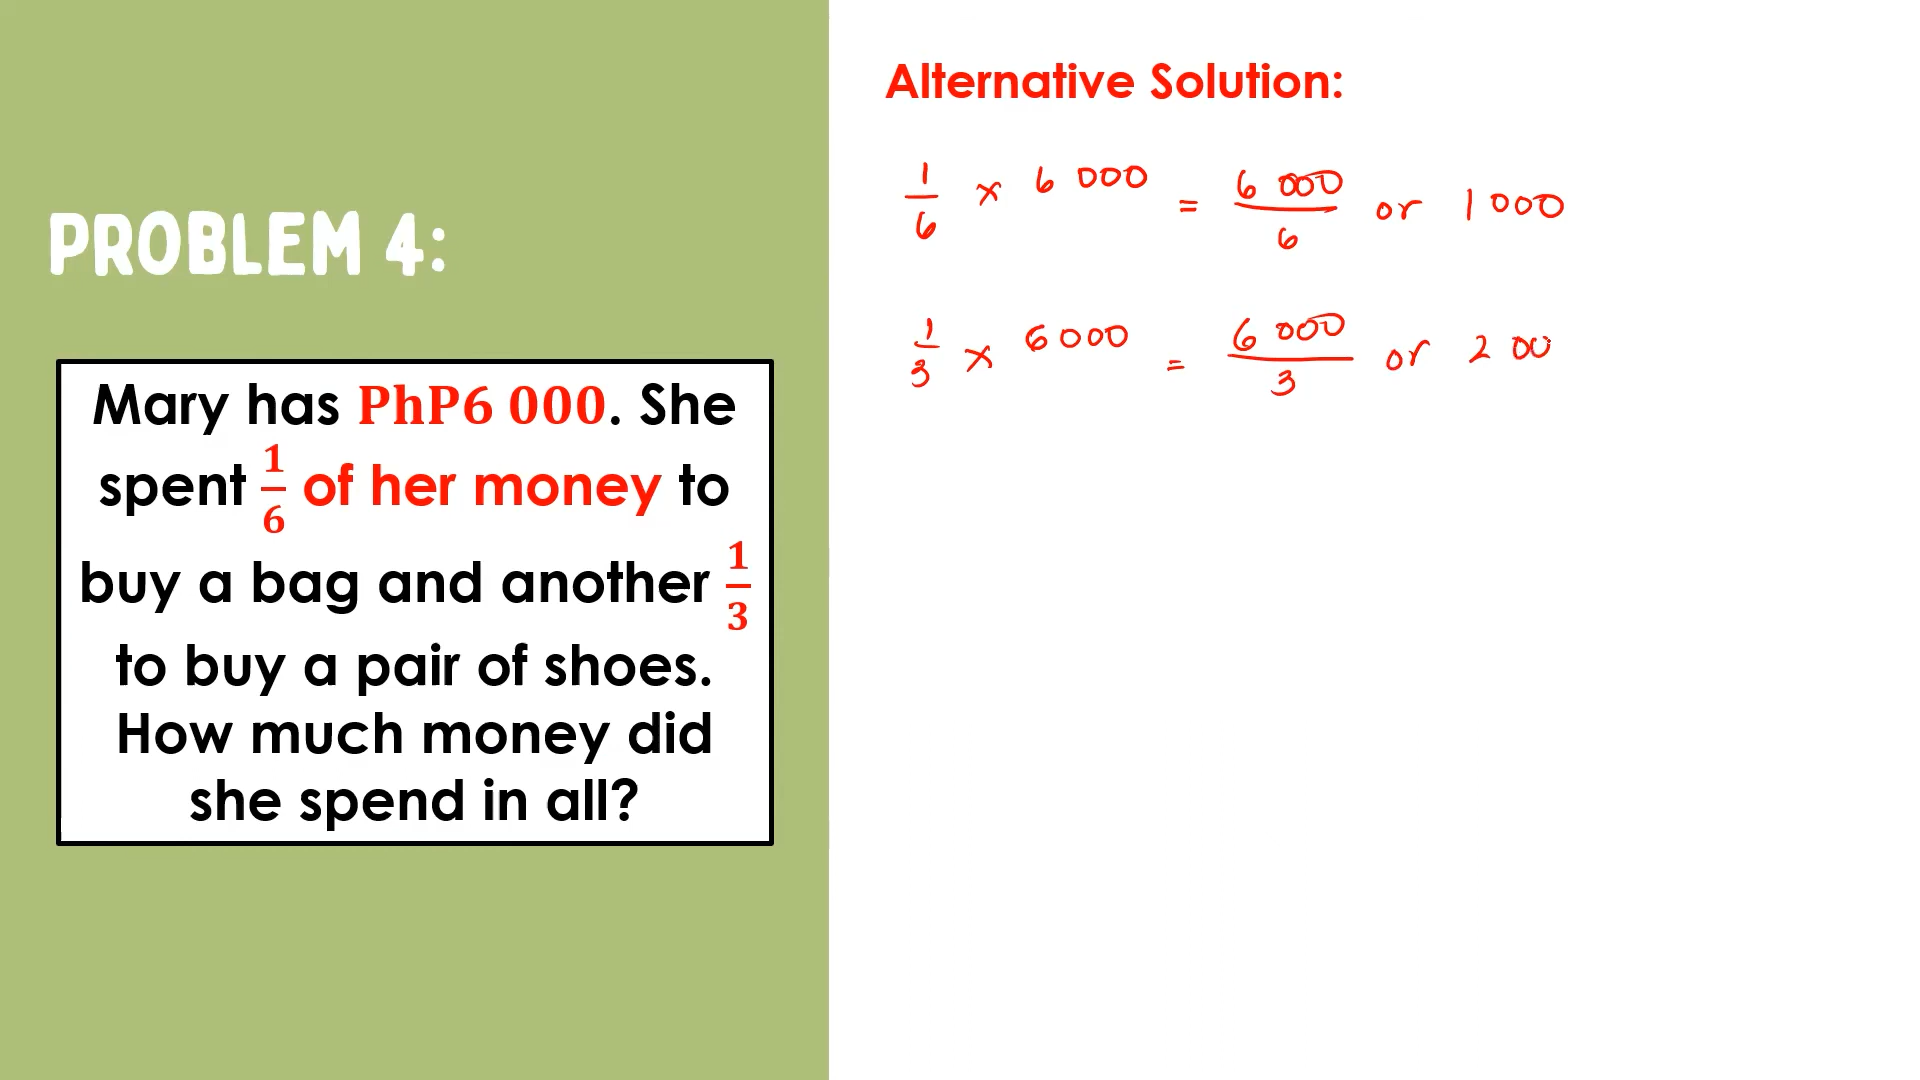 Alternative Solution:
1/6 × 6 000 = 6 000/6 or 1 000
1/3 × 6 000 = 6 000/3 or 2 00
PROBLEM 4:
Mary has PhP6 000. She
spent 1/6 of her money to
buy a bag and another 1/3
to buy a pair of shoes.
How much money did
she spend in all?